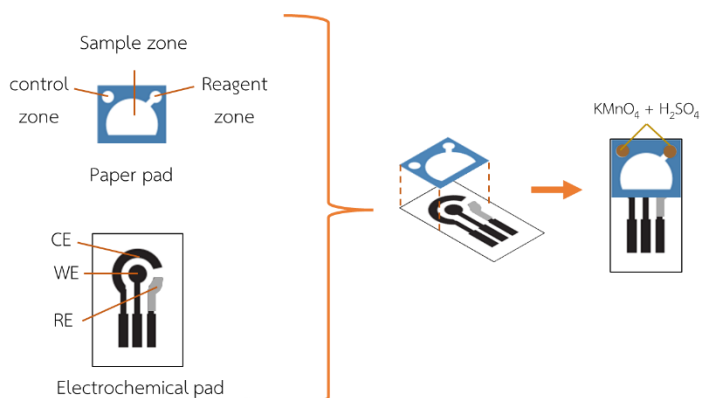 Sample zone
control
zone
Reagent
zone
Paper pad
CE
WE
RE
Electrochemical pad
KMnO₄ + H₂SO₄